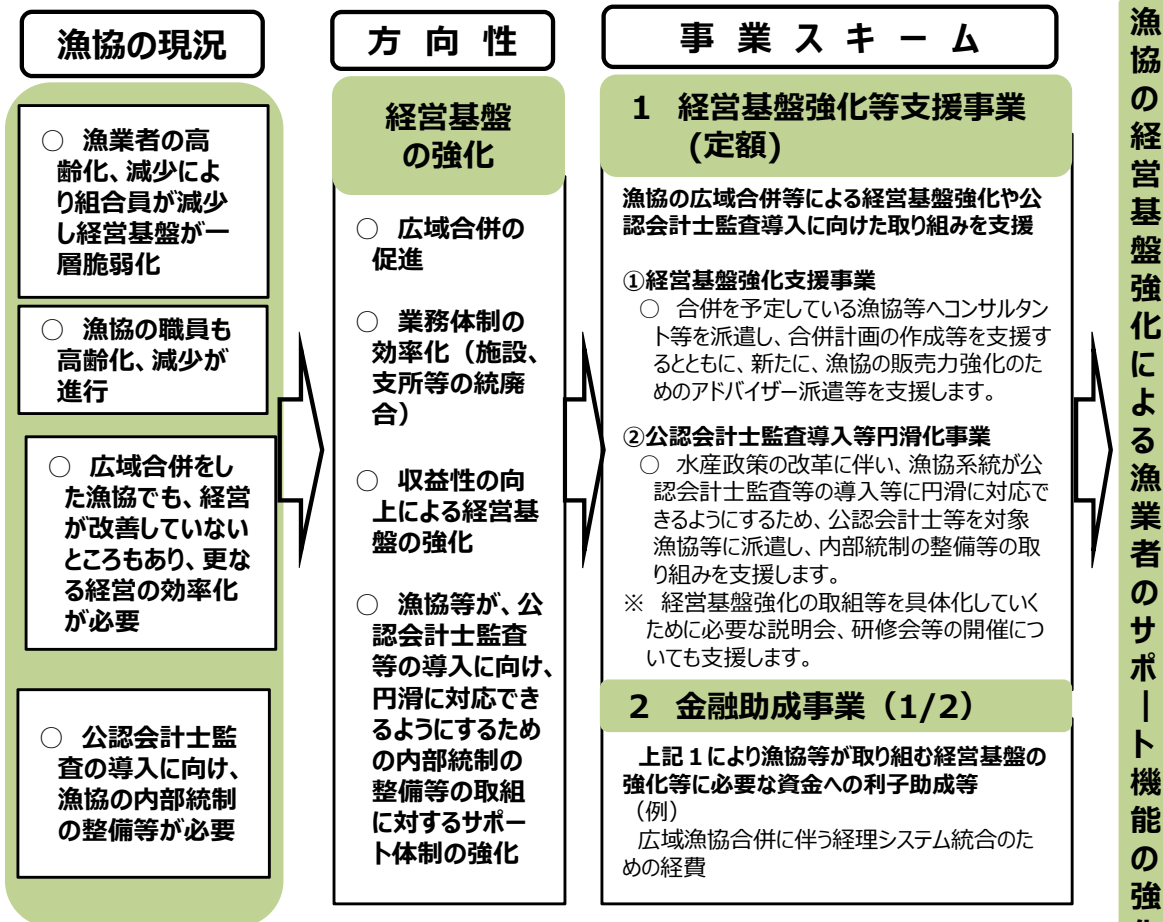 漁協の現況
○ 漁業者の高
齢化、減少によ
り組合員が減少
し経営基盤が一
層脆弱化
○ 漁協の職員も
高齢化、減少が
進行
○ 広域合併をし
た漁協でも、経営
が改善していない
ところもあり、更な
る経営の効率化
が必要
○ 公認会計士監
査の導入に向け、
漁協の内部統制
の整備等が必要
方 向 性
経営基盤
の強化
○ 広域合併の
促進
○ 業務体制の
効率化（施設、
支所等の統廃
合）
○ 収益性の向
上による経営基
盤の強化
○ 漁協等が、公
認会計士監査
等の導入に向け、
円滑に対応でき
るようにするため
の内部統制の
整備等の取組
に対するサポー
ト体制の強化
事 業 ス キ ー ム
1 経営基盤強化等支援事業
(定額)
漁協の広域合併等による経営基盤強化や公
認会計士監査導入に向けた取り組みを支援
①経営基盤強化支援事業
○ 合併を予定している漁協等へコンサルタン
ト等を派遣し、合併計画の作成等を支援す
るとともに、新たに、漁協の販売力強化のた
めのアドバイザー派遣等を支援します。
②公認会計士監査導入等円滑化事業
○ 水産政策の改革に伴い、漁協系統が公
認会計士監査等の導入等に円滑に対応で
きるようにするため、公認会計士等を対象
漁協等に派遣し、内部統制の整備等の取
り組みを支援します。
※ 経営基盤強化の取組等を具体化していく
ために必要な説明会、研修会等の開催につ
いても支援します。
2 金融助成事業（1/2）
上記１により漁協等が取り組む経営基盤の
強化等に必要な資金への利子助成等
（例）
広域漁協合併に伴う経理システム統合のた
めの経費
漁協の経営基盤強化による漁業者のサポート機能の強